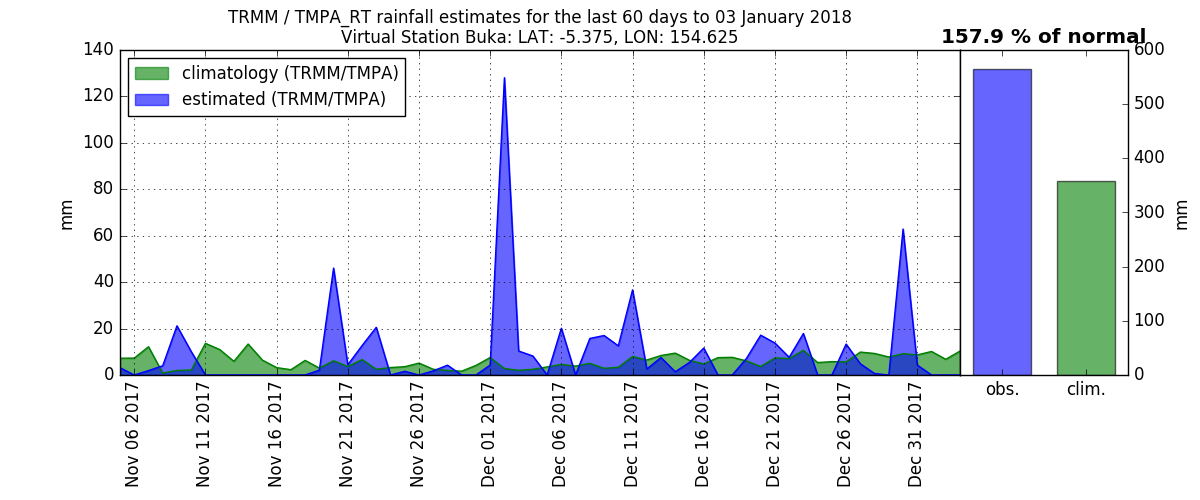 TRMM / TMPA_RT rainfall estimates for the last 60 days to 03 January 2018
Virtual Station Buka: LAT: -5.375, LON: 154.625
157.9 % of normal
climatology (TRMM/TMPA)
estimated (TRMM/TMPA)
140
120
100
80
60
40
20
0
mm
Nov 06 2017
Nov 11 2017
Nov 16 2017
Nov 21 2017
Nov 26 2017
Dec 01 2017
Dec 06 2017
Dec 11 2017
Dec 16 2017
Dec 21 2017
Dec 26 2017
Dec 31 2017
obs.
clim.
600
500
400
300
200
100
0
mm